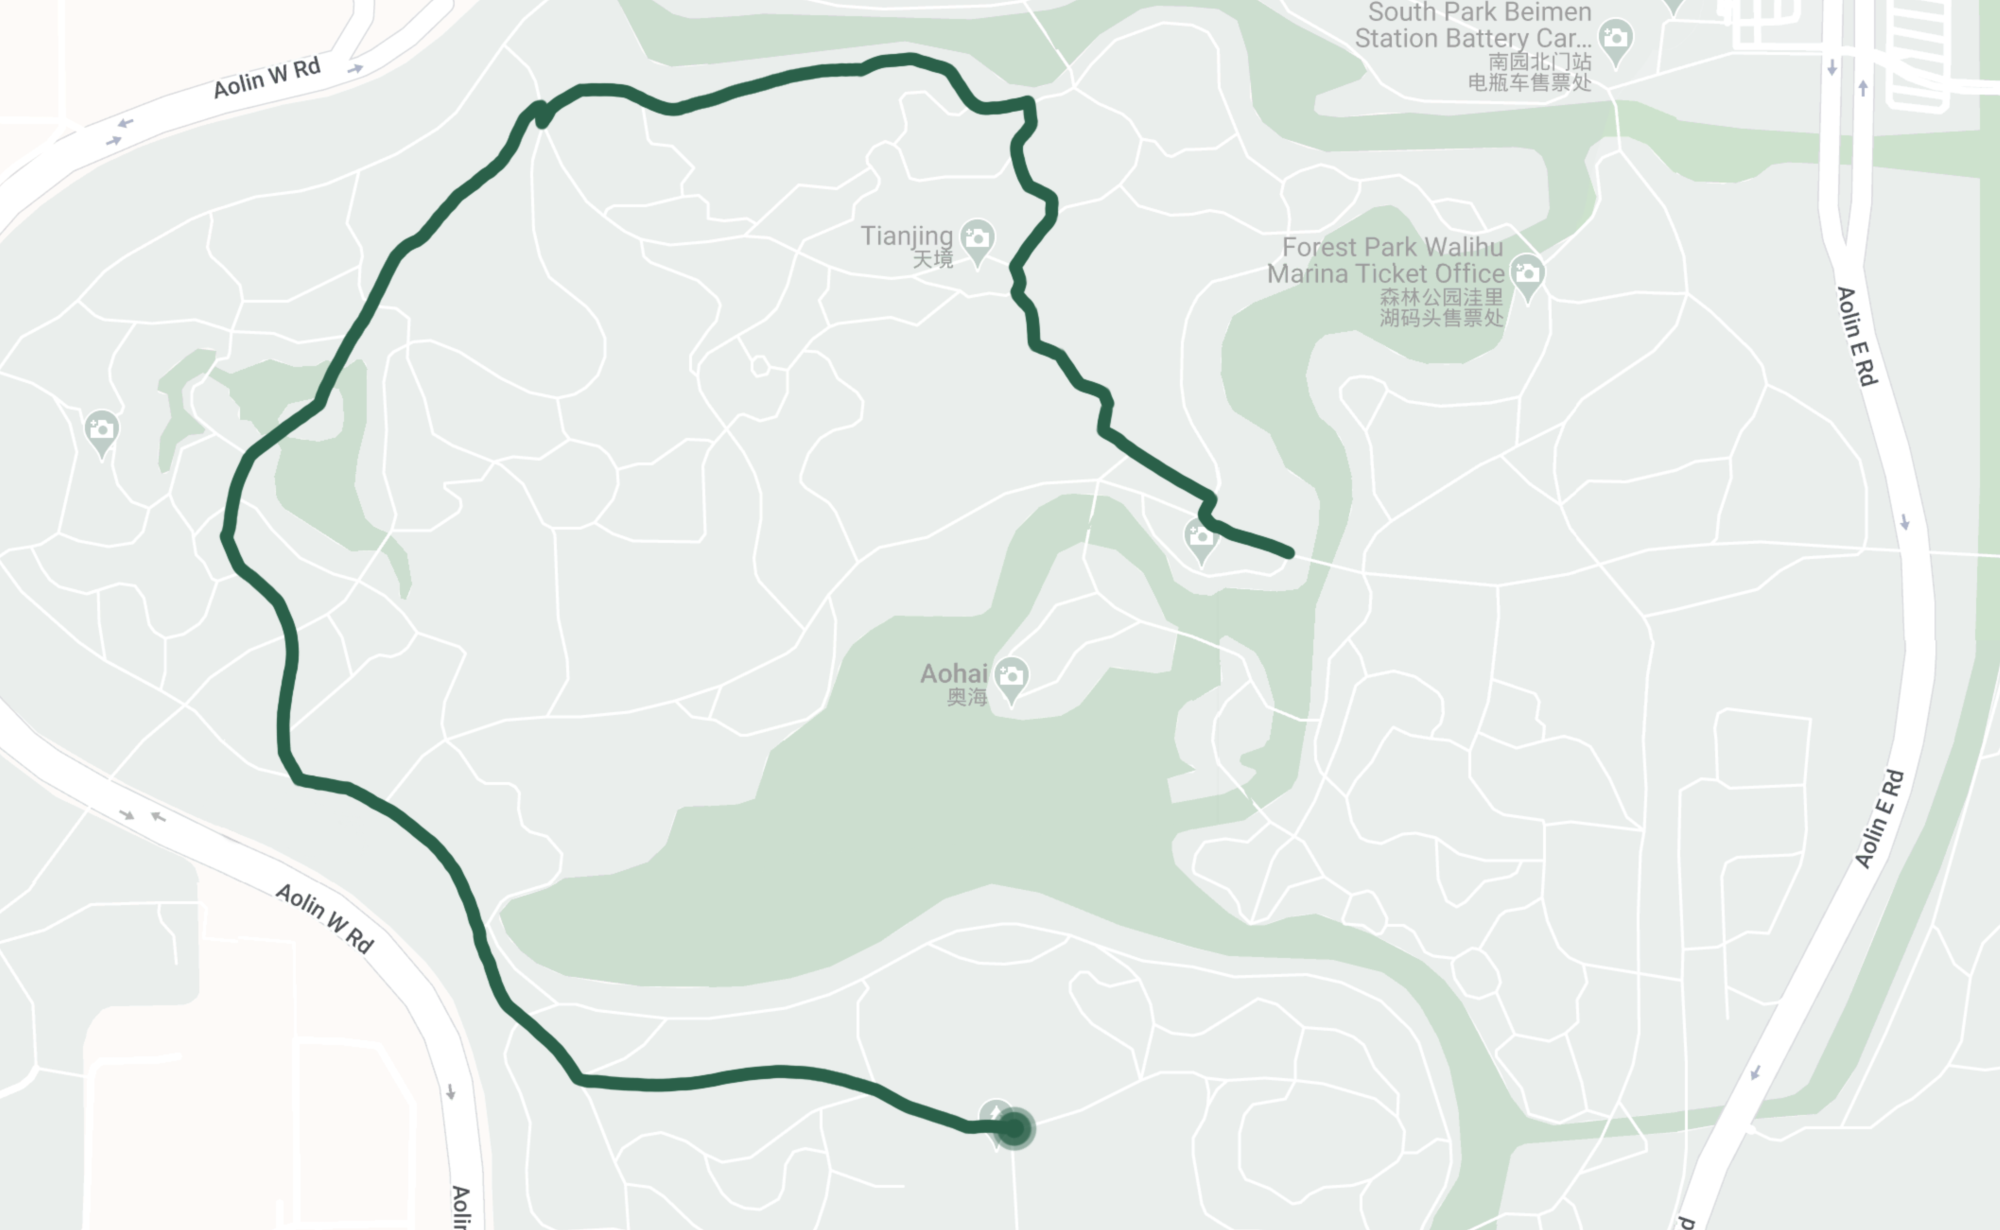 South Park Beimen
Station Battery Car...
南园北门站
电瓶车售票处
Aolin W Rd
Tianjing
天境
Forest Park Walihu
Marina Ticket Office
森林公园洼里
湖码头售票处
Aolin E Rd
Aohai
奥海
Aolin E Rd
Aolin W Rd